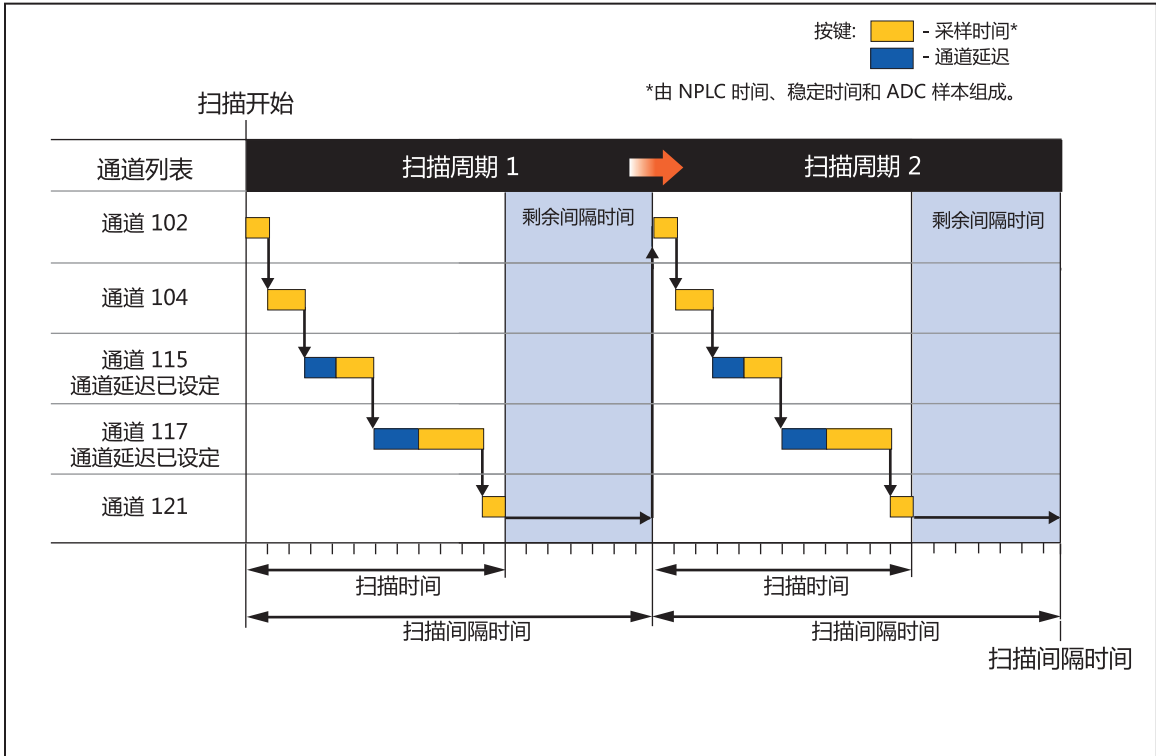 按键: - 采样时间*
- 通道延迟
*由 NPLC 时间、稳定时间和 ADC 样本组成。
扫描开始
通道列表 扫描周期 1 扫描周期 2
通道 102 剩余间隔时间 剩余间隔时间
通道 104
通道 115
通道延迟已设定
通道 117
通道延迟已设定
通道 121
扫描时间 扫描时间
扫描间隔时间 扫描间隔时间
扫描间隔时间